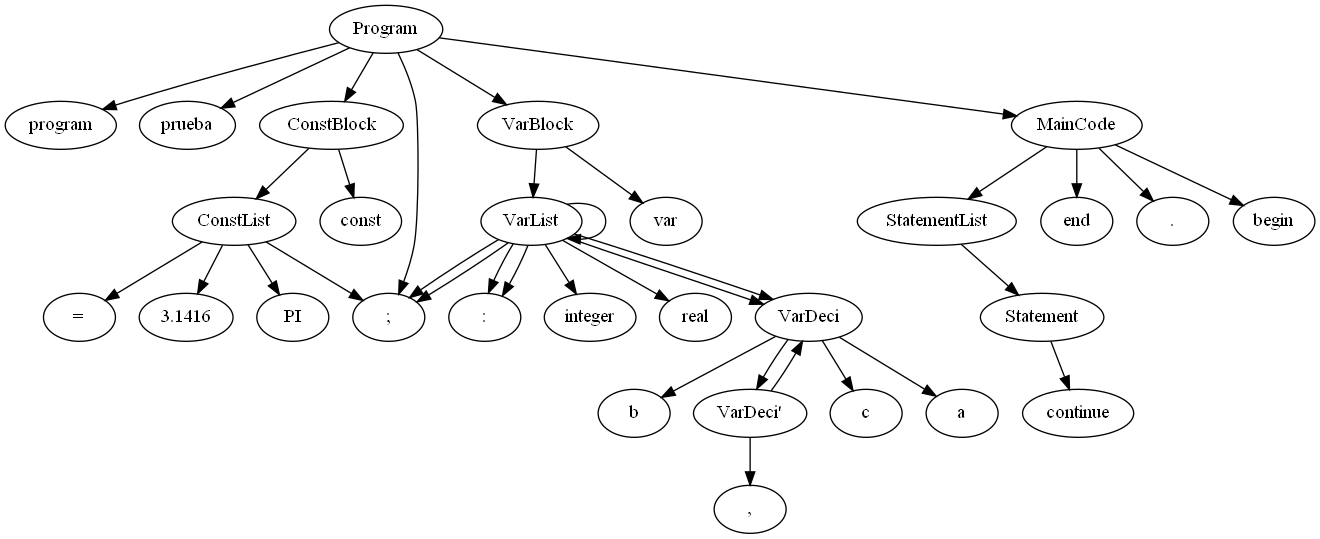 Program
program
prueba
ConstBlock
VarBlock
MainCode
ConstList
const
VarList
var
StatementList
end
.
begin
=
3.1416
PI
;
:
integer
real
VarDeci
Statement
b
VarDeci'
c
a
continue
,